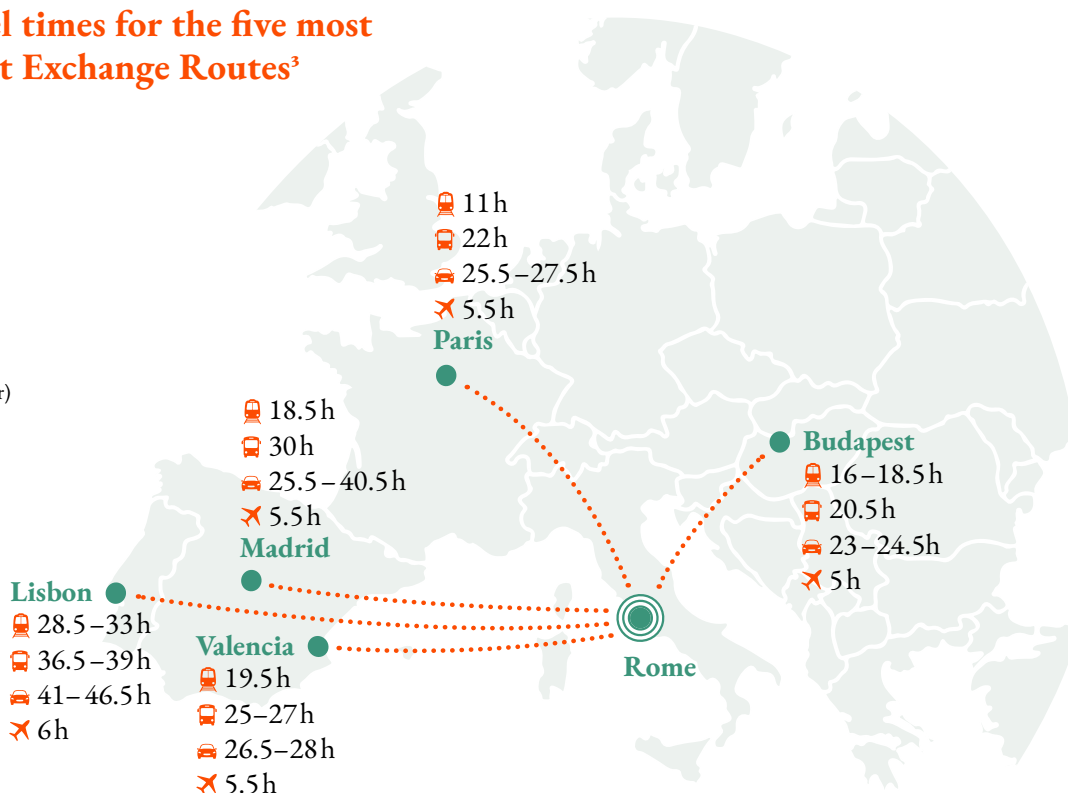 times for the five most
Exchange Routes³
11 h
22 h
25.5–27.5 h
5.5 h
Paris
18.5 h
30 h
25.5–40.5 h
5.5 h
Madrid
Budapest
16–18.5 h
20.5 h
23–24.5 h
5 h
Lisbon
28.5–33 h
36.5–39 h
41–46.5 h
6 h
Valencia
19.5 h
25–27 h
26.5–28 h
5.5 h
Rome